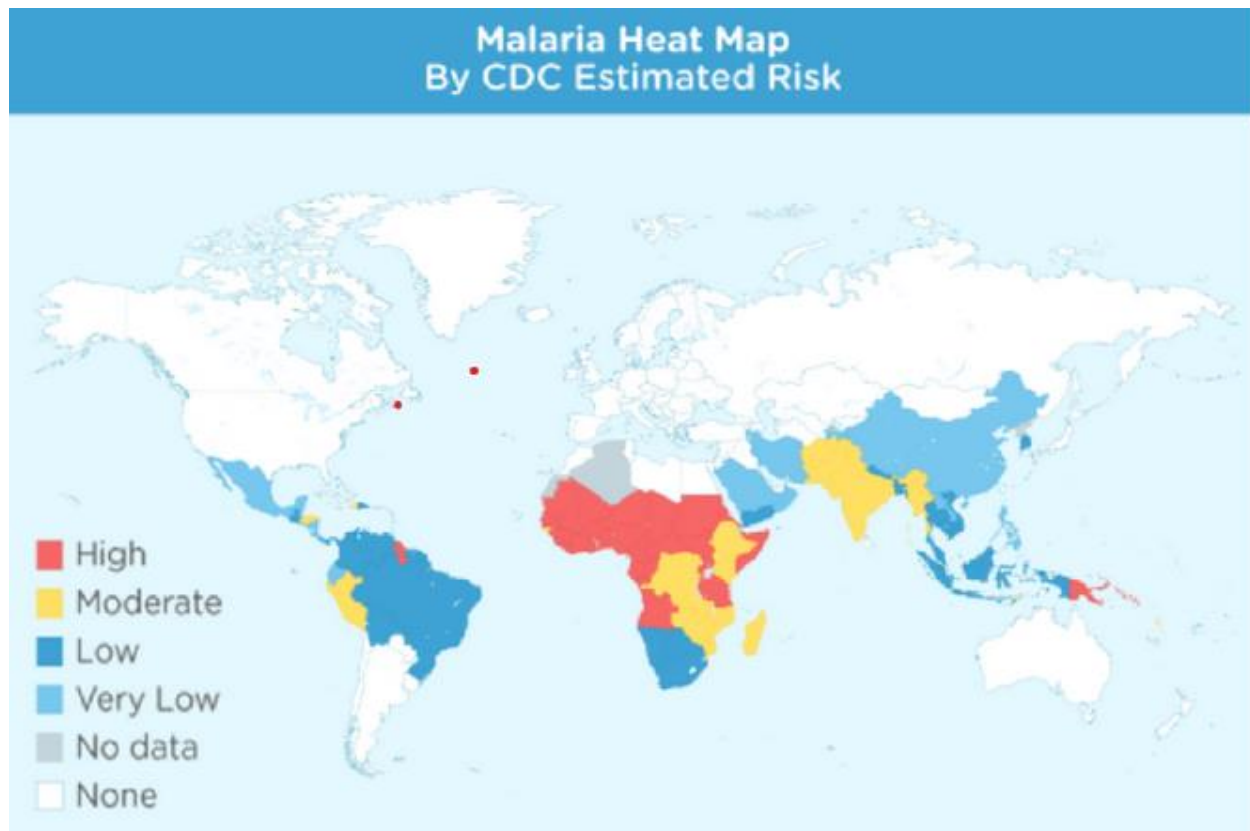 Malaria Heat Map
By CDC Estimated Risk
High
Moderate
Low
Very Low
No data
None